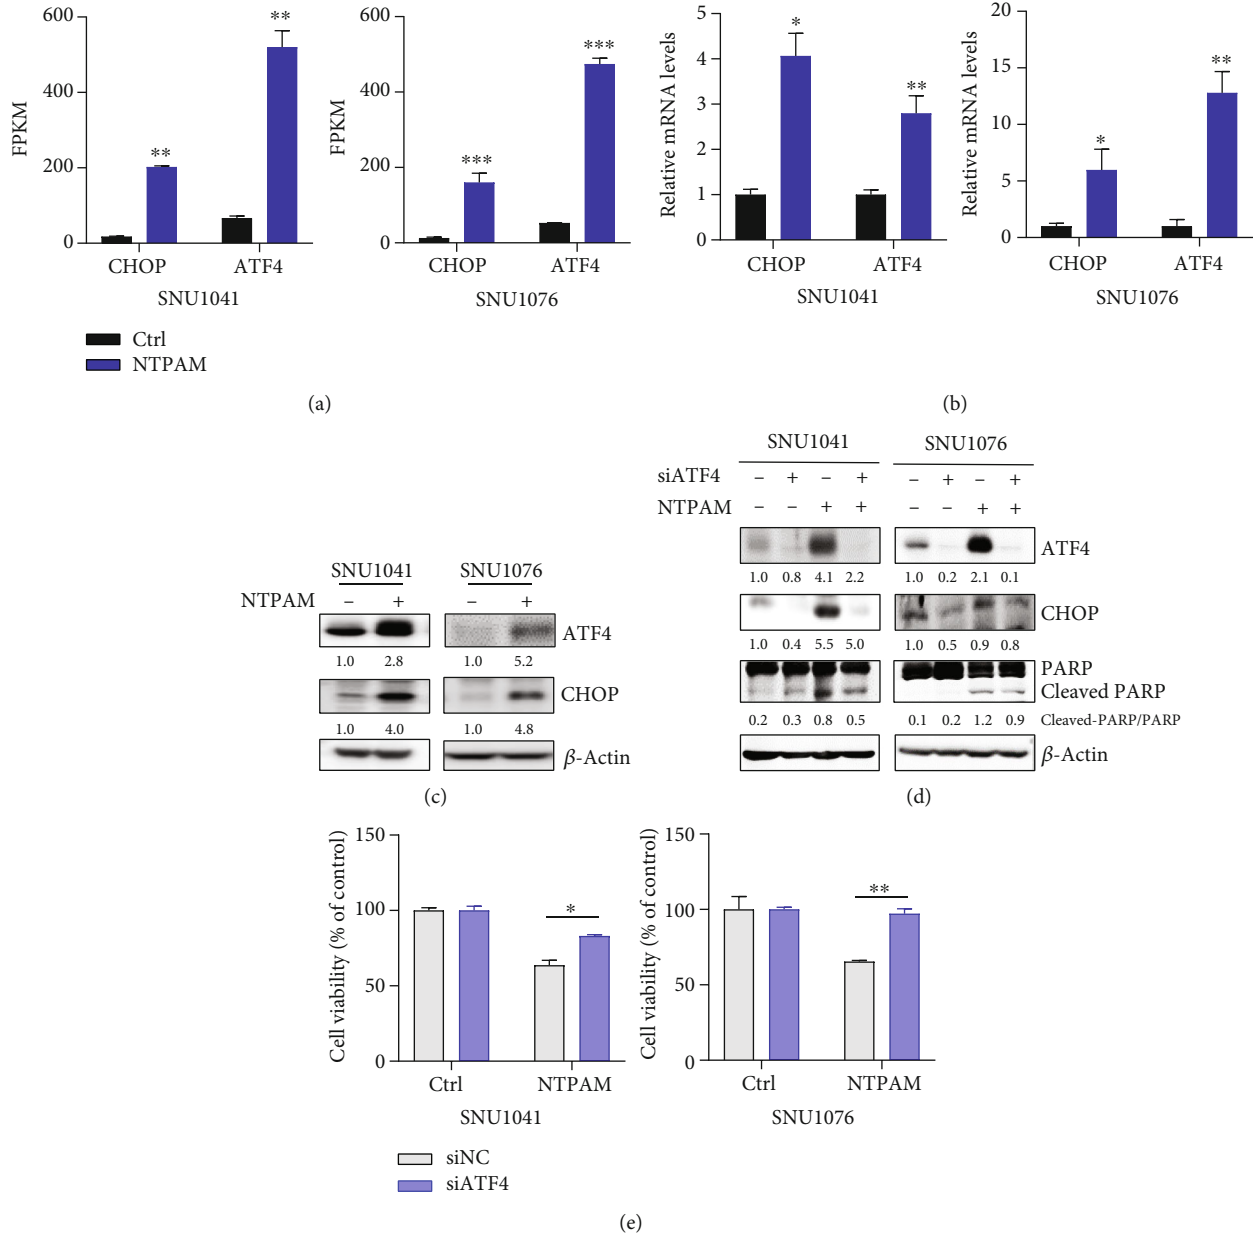 600
400
200
0
FPKM
**
**
CHOP ATF4
SNU1041
600
400
200
0
FPKM
***
***
CHOP ATF4
SNU1076
Ctrl
NTPAM
(a)
5
4
3
2
1
0
Relative mRNA levels
*
**
CHOP ATF4
SNU1041
20
15
10
5
0
Relative mRNA levels
*
**
CHOP ATF4
SNU1076
(b)
SNU1041 SNU1076
NTPAM – + +
ATF4
1.0 2.8 1.0 5.2
CHOP
1.0 4.0 1.0 4.8
β-Actin
(c)
SNU1041 SNU1076
siATF4 – + – + – + – +
NTPAM – – + + – – + +
ATF4
1.0 0.8 4.1 2.2 1.0 0.2 2.1 0.1
CHOP
1.0 0.4 5.5 5.0 1.0 0.5 0.9 0.8
PARP
Cleaved PARP
0.2 0.3 0.8 0.5 0.1 0.2 1.2 0.9 Cleaved-PARP/PARP
β-Actin
(d)
150
100
50
0
Cell viability (% of control)
*
Ctrl NTPAM
SNU1041
150
100
50
0
Cell viability (% of control)
**
Ctrl NTPAM
SNU1076
siNC
siATF4
(e)